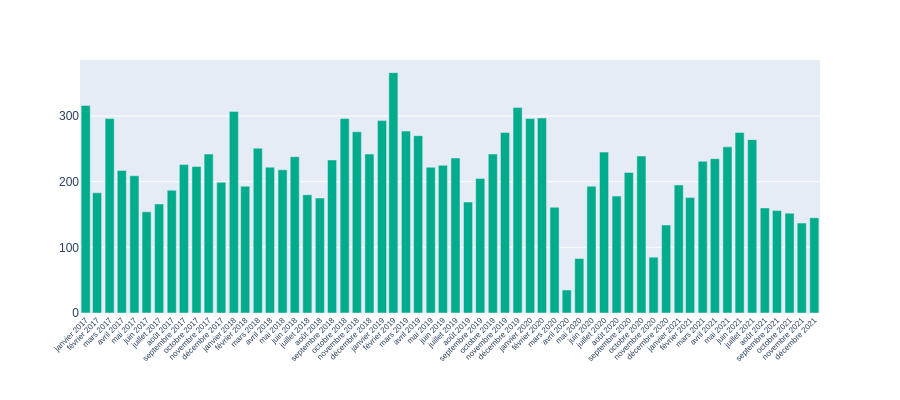 300
200
100
0
janvier 2017
février 2017
mars 2017
avril 2017
mai 2017
juin 2017
juillet 2017
août 2017
septembre 2017
octobre 2017
novembre 2017
décembre 2017
janvier 2018
février 2018
mars 2018
avril 2018
mai 2018
juin 2018
juillet 2018
août 2018
septembre 2018
octobre 2018
novembre 2018
décembre 2018
janvier 2019
février 2019
mars 2019
avril 2019
mai 2019
juin 2019
juillet 2019
août 2019
septembre 2019
octobre 2019
novembre 2019
décembre 2019
janvier 2020
février 2020
mars 2020
avril 2020
mai 2020
juin 2020
juillet 2020
août 2020
septembre 2020
octobre 2020
novembre 2020
décembre 2020
janvier 2021
février 2021
mars 2021
avril 2021
mai 2021
juin 2021
juillet 2021
août 2021
septembre 2021
octobre 2021
novembre 2021
décembre 2021